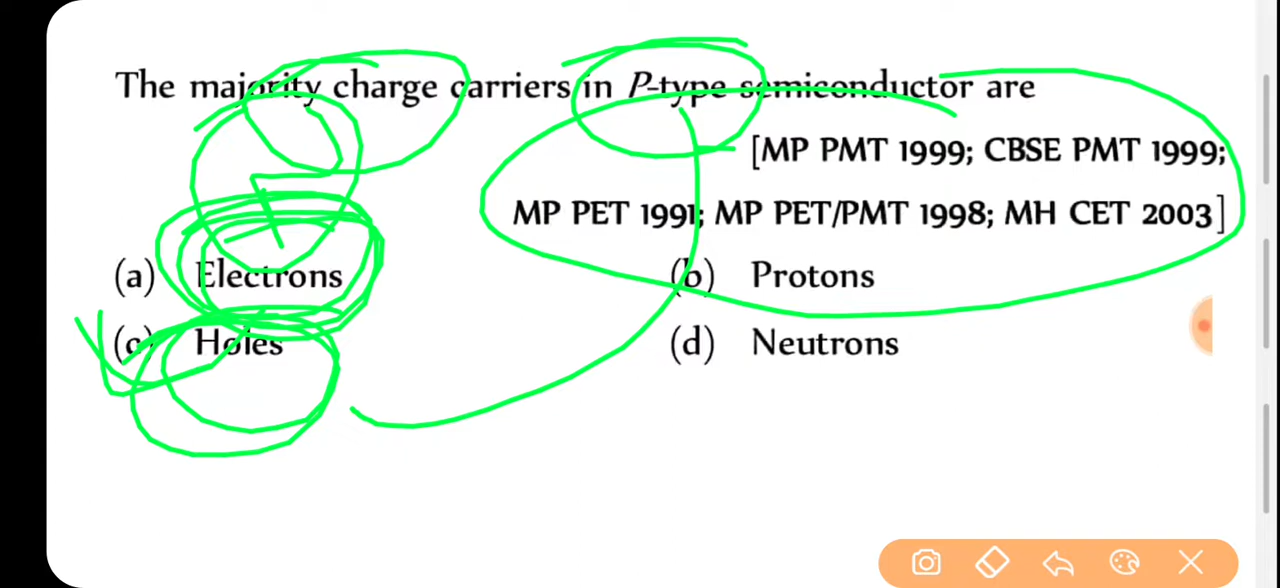 The majority charge carriers in P-type semiconductor are
[MP PMT 1999; CBSE PMT 1999;
MP PET 1991; MP PET/PMT 1998; MH CET 2003]
(a) Electrons (b) Protons
(c) Holes (d) Neutrons